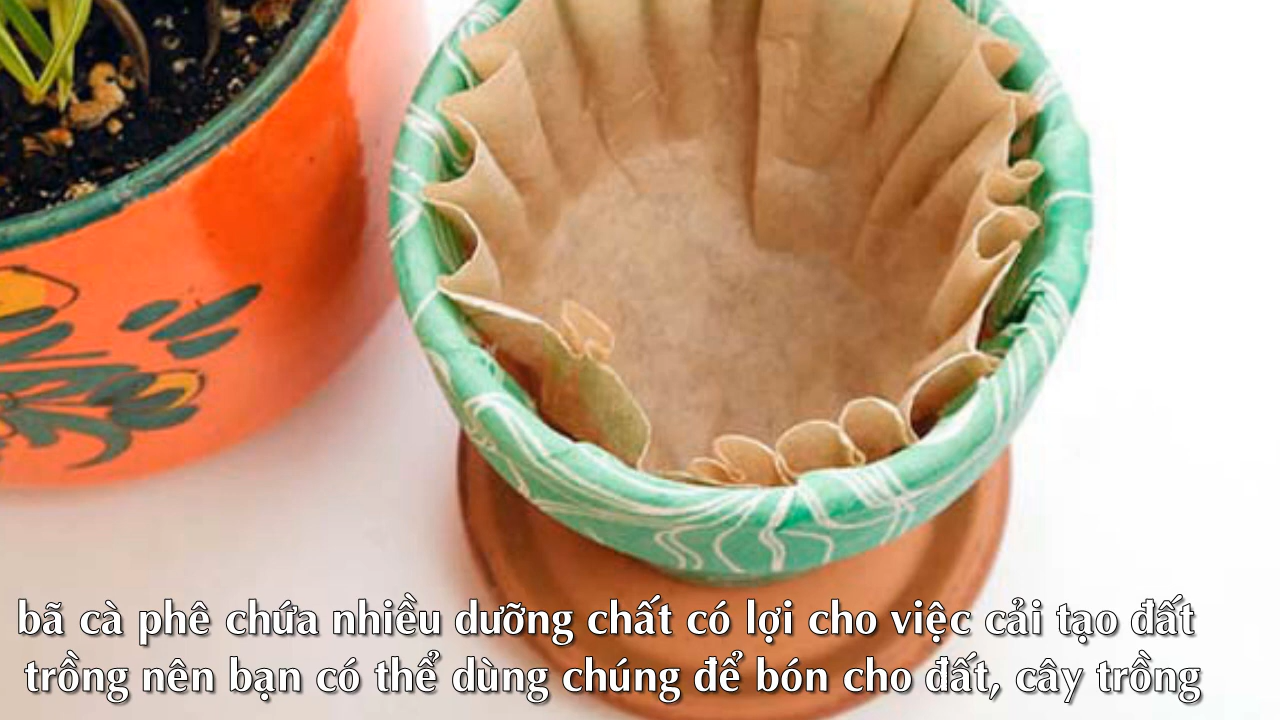 bã cà phê chứa nhiều dưỡng chất có lợi cho việc cải tạo đất
trồng nên bạn có thể dùng chúng để bón cho đất, cây trồng